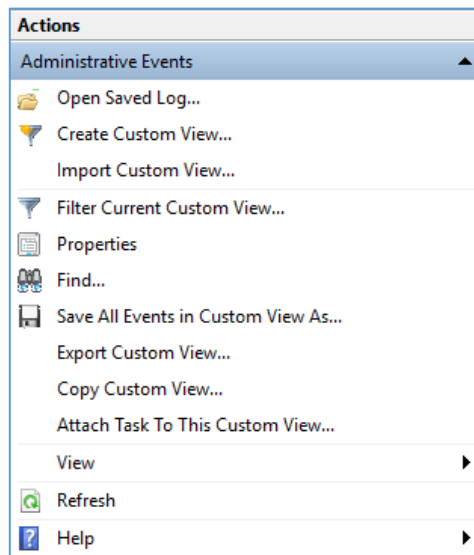 Actions
Administrative Events
Open Saved Log...
Create Custom View...
Import Custom View...
Filter Current Custom View...
Properties
Find...
Save All Events in Custom View As...
Export Custom View...
Copy Custom View...
Attach Task To This Custom View...
View
Refresh
Help